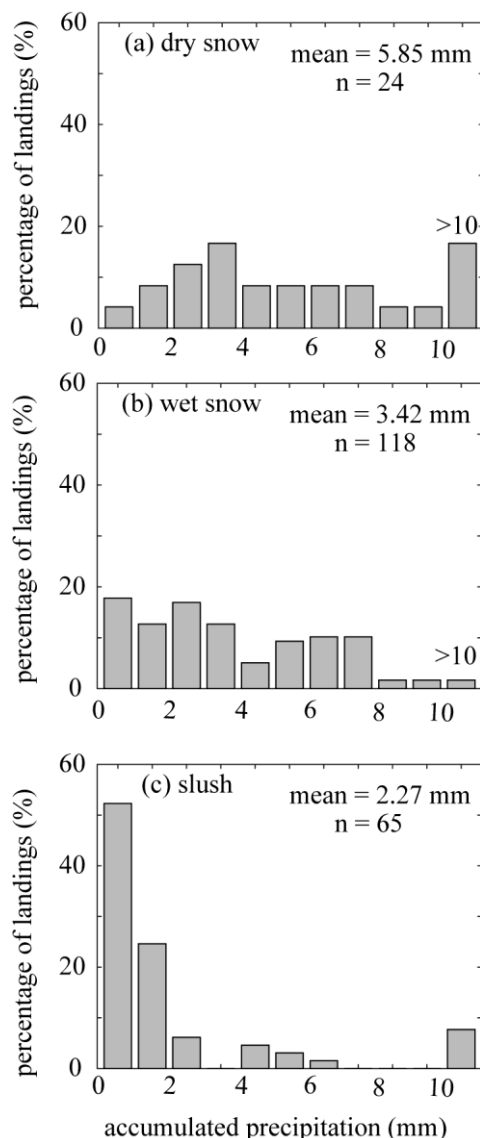 60
(a) dry snow
mean = 5.85 mm
n = 24
40
20
>10
0
0 2 4 6 8 10
percentage of landings (%)
60
(b) wet snow
mean = 3.42 mm
n = 118
40
20
>10
0
0 2 4 6 8 10
percentage of landings (%)
60
(c) slush
mean = 2.27 mm
n = 65
40
20
0
0 2 4 6 8 10
percentage of landings (%)
accumulated precipitation (mm)